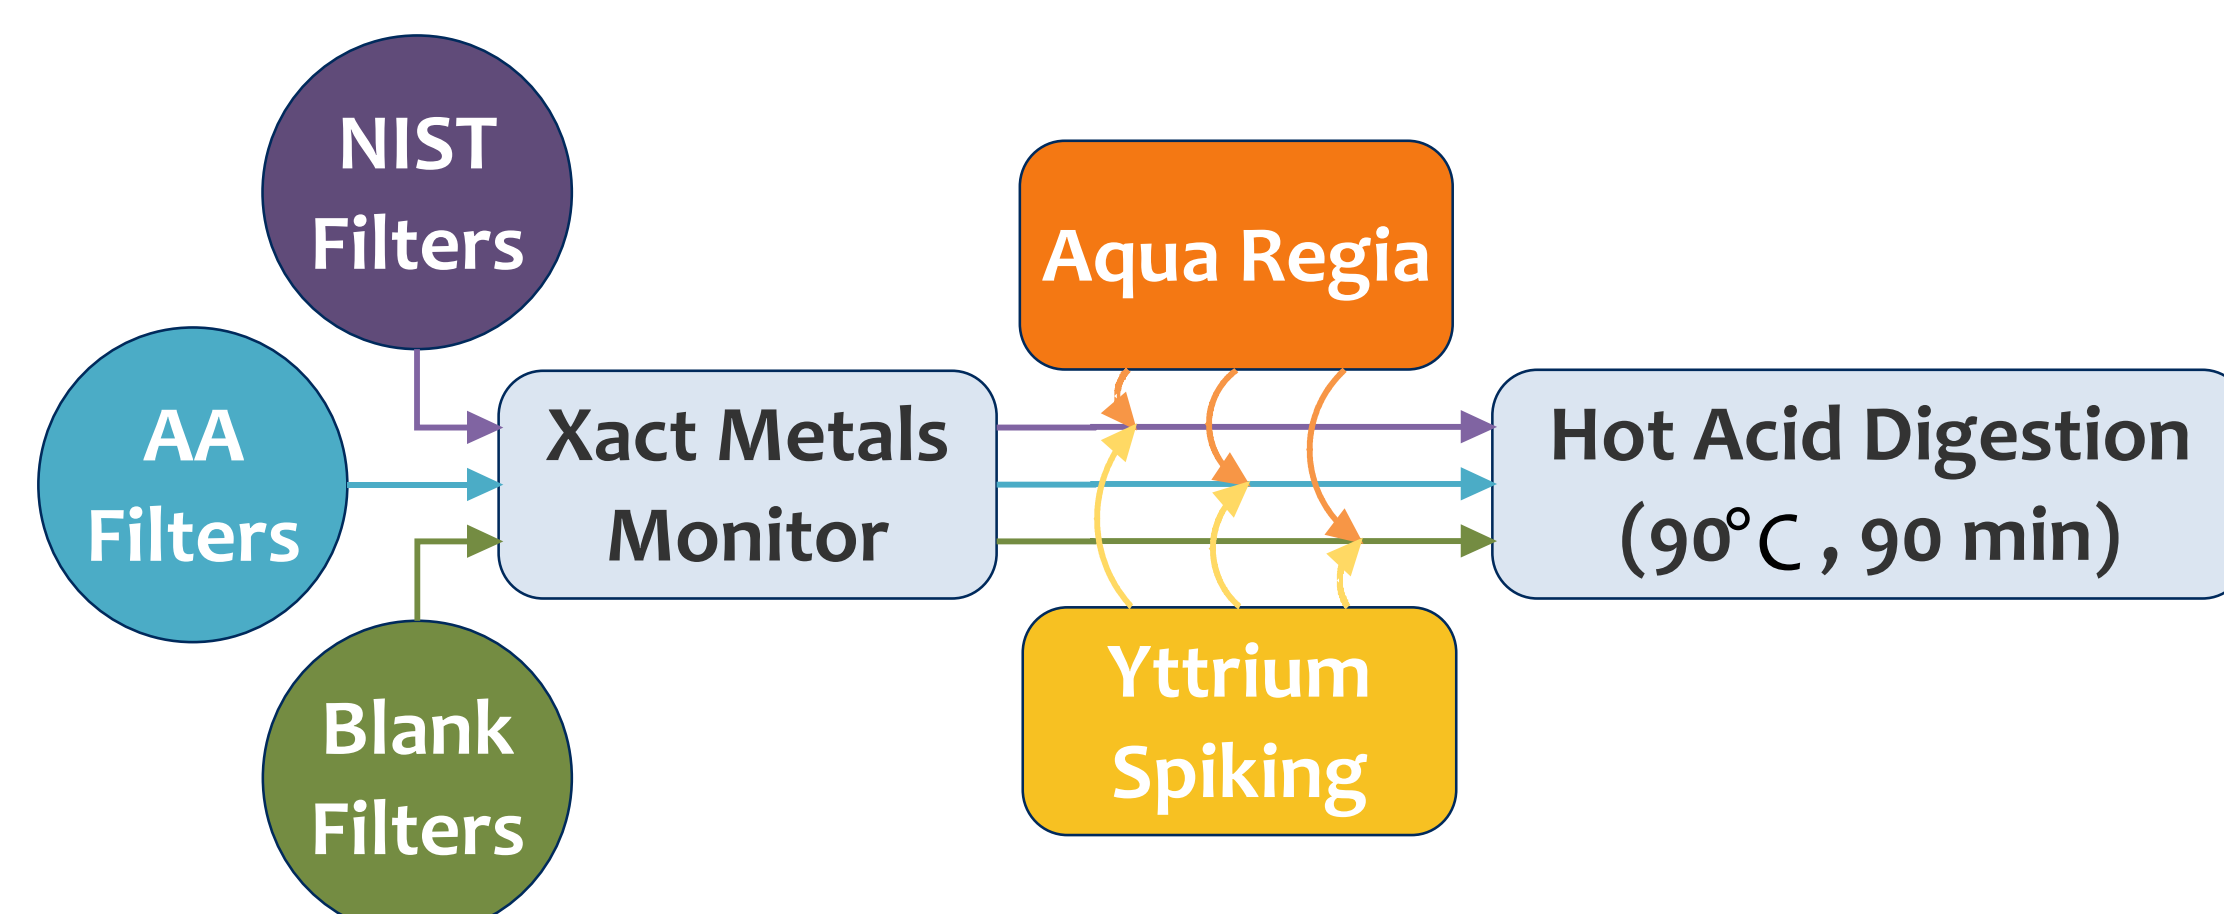 NIST
Filters
AA
Filters
Blank
Filters
Xact Metals
Monitor
Aqua Regia
Yttrium
Spiking
Hot Acid Digestion
(90°C , 90 min)